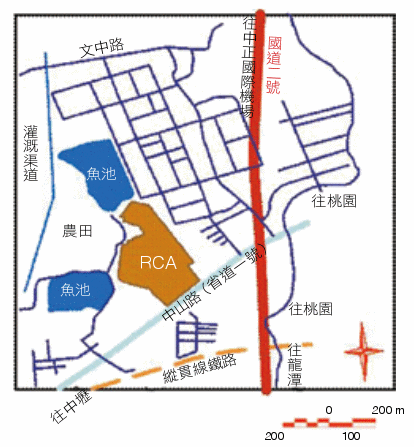 文中路
往中正國際機場
國道二號
灌溉渠道
魚池
往桃園
農田
RCA
魚池
中山路(省道一號)
往桃園
縱貫線鐵路
往龍潭
往中壢
0 200 m
200 100